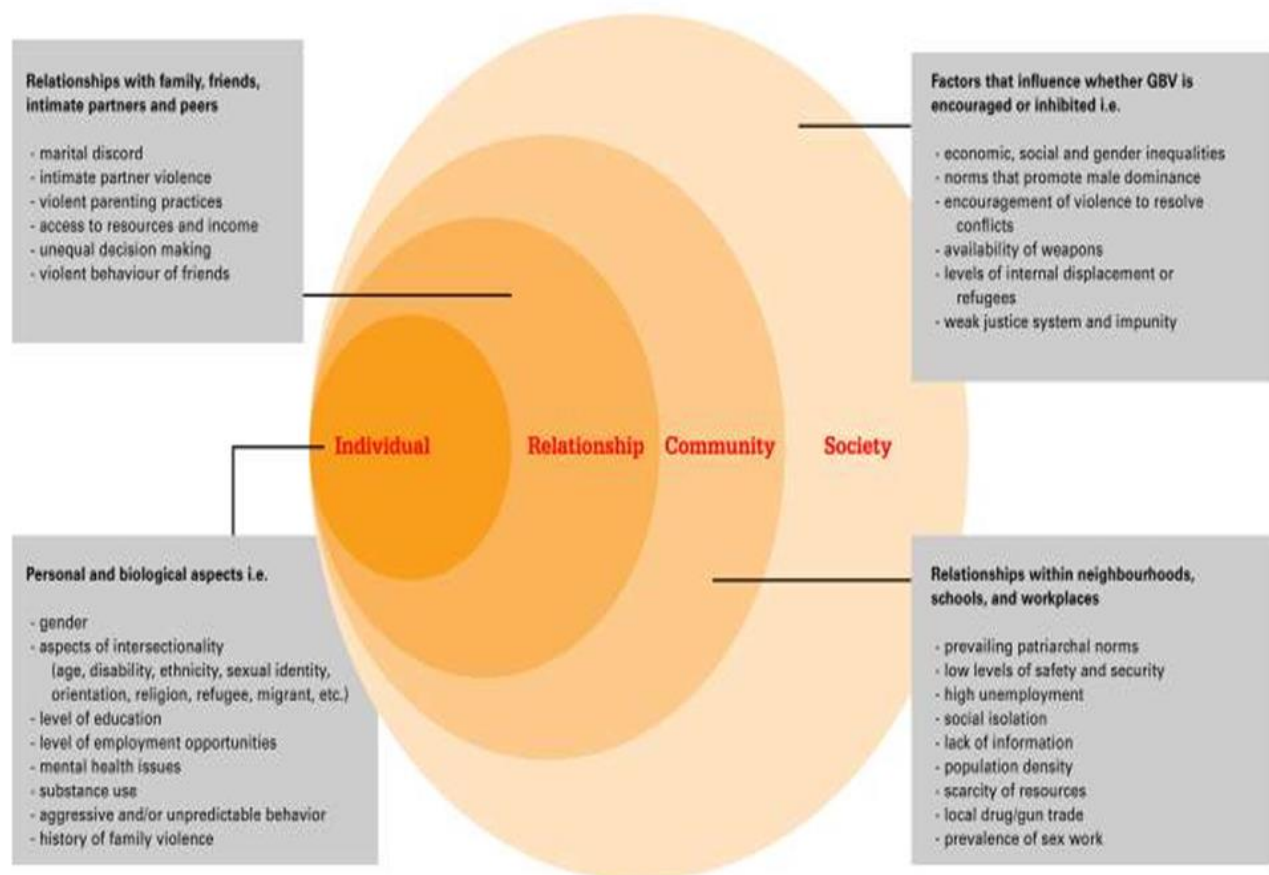 Relationships with family, friends,
intimate partners and peers
- marital discord
- intimate partner violence
- violent parenting practices
- access to resources and income
- unequal decision making
- violent behaviour of friends
Factors that influence whether GBV is
encouraged or inhibited i.e.
- economic, social and gender inequalities
- norms that promote male dominance
- encouragement of violence to resolve
conflicts
- availability of weapons
- levels of internal displacement or
refugees
- weak justice system and impunity
Individual Relationship Community Society
Personal and biological aspects i.e.
- gender
- aspects of intersectionality
(age, disability, ethnicity, sexual identity,
orientation, religion, refugee, migrant, etc.)
- level of education
- level of employment opportunities
- mental health issues
- substance use
- aggressive and/or unpredictable behavior
- history of family violence
Relationships within neighbourhoods,
schools, and workplaces
- prevailing patriarchal norms
- low levels of safety and security
- high unemployment
- social isolation
- lack of information
- population density
- scarcity of resources
- local drug/gun trade
- prevalence of sex work